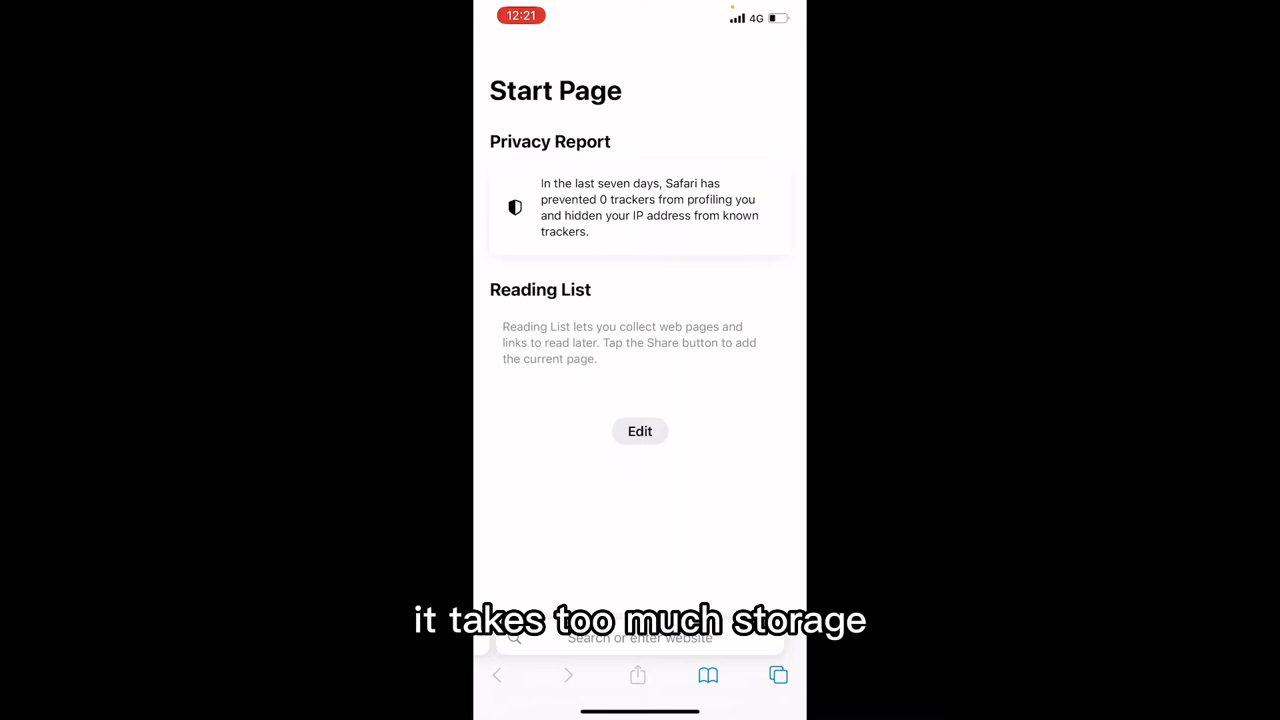 12:21
4G
Start Page
Privacy Report
In the last seven days, Safari has
prevented 0 trackers from profiling you
and hidden your IP address from known
trackers.
Reading List
Reading List lets you collect web pages and
links to read later. Tap the Share button to add
the current page.
Edit
it takes too much storage
Search or enter website